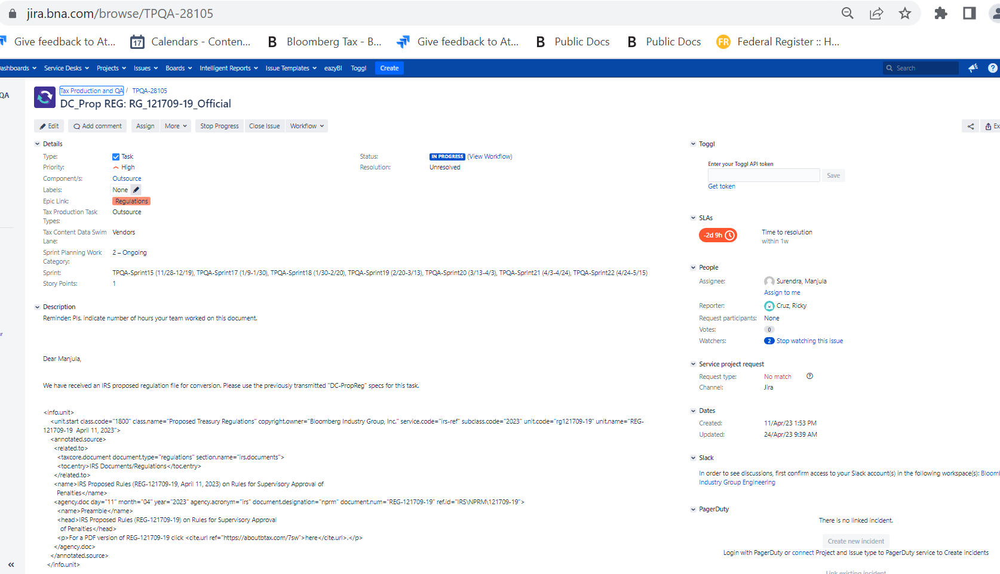 jira.bna.com/browse/TPQA-28105
Give feedback to At...
17
Calendars - Conten...
B
Bloomberg Tax - B...
Give feedback to At...
B
Public Docs
B
Public Docs
FR
Federal Register :: H...
ashboards
Service Desks
Projects
Issues
Boards
Intelligent Reports
Issue Templates
eazyBI
Toggl
Create
Search
QA
Tax Production and QA / TPQA-28105
DC_Prop REG: RG_121709-19_Official
Edit
Add comment
Assign
More
Stop Progress
Close Issue
Workflow
Ex
Details
Type: Task
Priority: High
Component/s: Outsource
Labels: None
Epic Link: Regulations
Tax Production Task
Types:
Outsource
Tax Content Data Swim
Lane:
Vendors
Sprint Planning Work
Category:
2 – Ongoing
Sprint: TPQA-Sprint15 (11/28-12/19), TPQA-Sprint17 (1/9-1/30), TPQA-Sprint18 (1/30-2/20), TPQA-Sprint19 (2/20-3/13), TPQA-Sprint20 (3/13-4/3), TPQA-Sprint21 (4/3-4/24), TPQA-Sprint22 (4/24-5/15)
Story Points: 1
Status: IN PROGRESS (View Workflow)
Resolution: Unresolved
Description
Reminder: Pls. indicate number of hours your team worked on this document.
Dear Manjula,
We have received an IRS proposed regulation file for conversion. Please use the previously transmitted "DC-PropReg" specs for this task.
<info.unit>
<unit.start class.code="1800" class.name="Proposed Treasury Regulations" copyright.owner="Bloomberg Industry Group, Inc." service.code="irs-ref" subclass.code="2023" unit.code="rg121709-19" unit.name="REG-
121709-19 April 11, 2023">
<annotated.source>
<related.to>
<taxcore.document document.type="regulations" section.name="irs.documents">
<toc.entry>IRS Documents/Regulations</toc.entry>
</related.to>
<name>IRS Proposed Rules (REG-121709-19, April 11, 2023) on Rules for Supervisory Approval of
Penalties</name>
<agency.doc day="11" month="04" year="2023" agency.acronym="irs" document.designation="nprm" document.num="REG-121709-19" ref.id="IRS\NPRM\121709-19">
<name>Preamble</name>
<head>IRS Proposed Rules (REG-121709-19) on Rules for Supervisory Approval
of Penalties</head>
<p>For a PDF version of REG-121709-19 click <cite.url ref="https://aboutbtax.com/7sw">here</cite.url>.</p>
</agency.doc>
</annotated.source>
</info.unit>
Toggl
Enter your Toggl API token
Save
Get token
SLAs
-2d 9h
Time to resolution
within 1w
People
Assignee: Surendra, Manjula
Assign to me
Reporter: Cruz, Ricky
Request participants: None
Votes: 0
Watchers: 2 Stop watching this issue
Service project request
Request type: No match
Channel: Jira
Dates
Created: 11/Apr/23 1:53 PM
Updated: 24/Apr/23 9:39 AM
Slack
In order to see discussions, first confirm access to your Slack account(s) in the following workspace(s): Bloom
Industry Group Engineering
PagerDuty
There is no linked incident.
Create new incident
Login with PagerDuty or connect Project and Issue type to PagerDuty service to Create incidents
Link existing incident